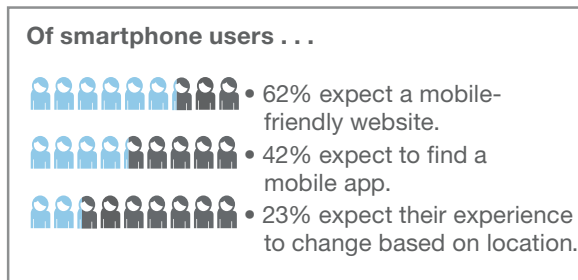 Of smartphone users . . .
• 62% expect a mobile-
friendly website.
• 42% expect to find a
mobile app.
• 23% expect their experience
to change based on location.